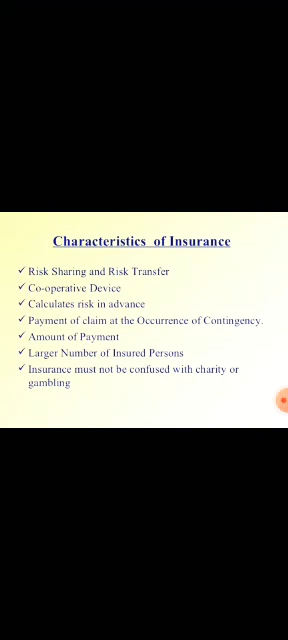 Characteristics of Insurance
✓ Risk Sharing and Risk Transfer
✓ Co-operative Device
✓ Calculates risk in advance
✓ Payment of claim at the Occurrence of Contingency.
✓ Amount of Payment
✓ Larger Number of Insured Persons
✓ Insurance must not be confused with charity or
gambling